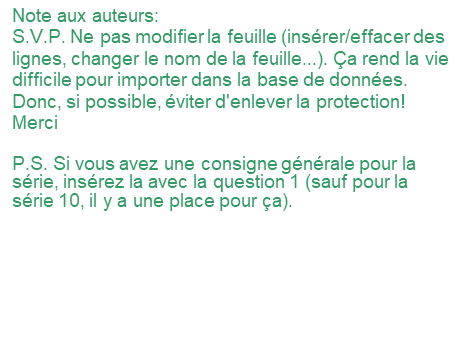 Note aux auteurs:
S.V.P. Ne pas modifier la feuille (insérer/effacer des
lignes, changer le nom de la feuille...). Ça rend la vie
difficile pour importer dans la base de données.
Donc, si possible, éviter d'enlever la protection!
Merci
P.S. Si vous avez une consigne générale pour la
série, insérez la avec la question 1 (sauf pour la
série 10, il y a une place pour ça).